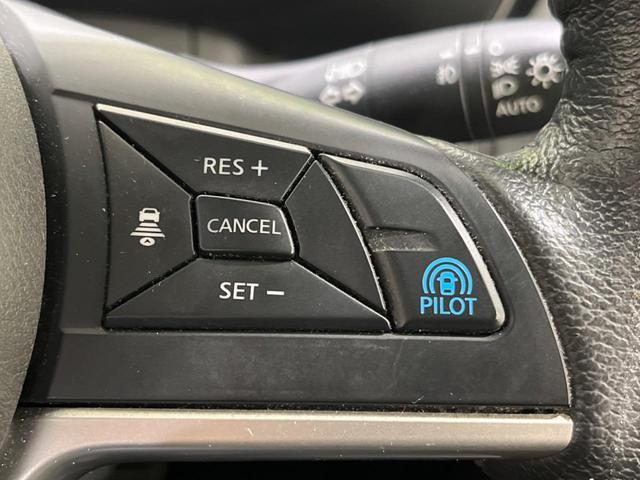 AUTO
RES +
CANCEL
SET −
PILOT